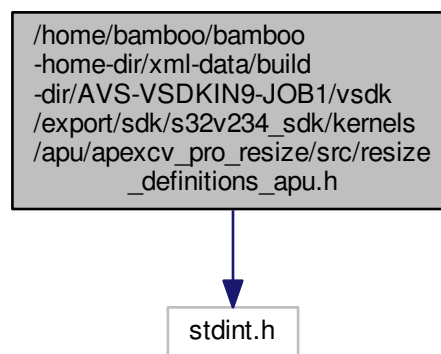 /home/bamboo/bamboo
-home-dir/xml-data/build
-dir/AVS-VSDKIN9-JOB1/vsdk
/export/sdk/s32v234_sdk/kernels
/apu/apexcv_pro_resize/src/resize
_definitions_apu.h
stdint.h